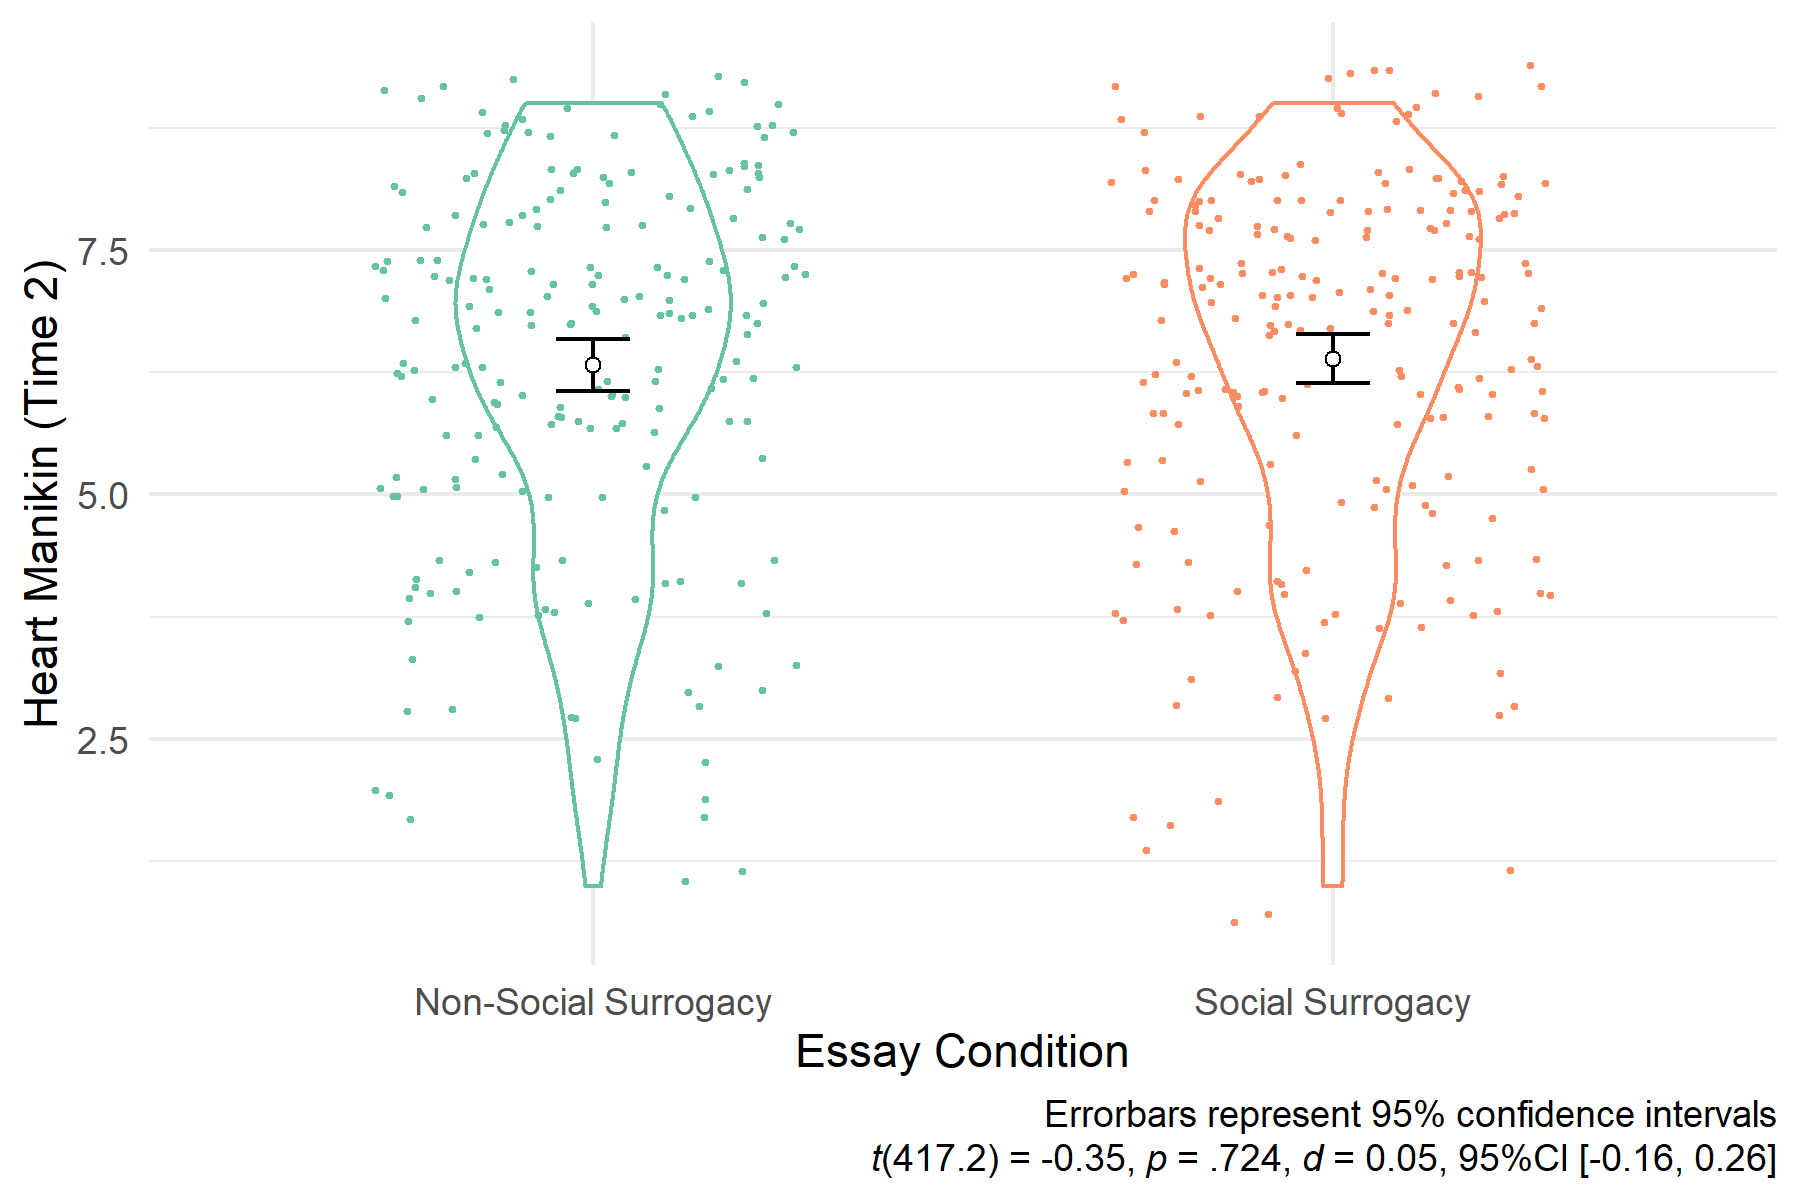 Heart Manikin (Time 2)
7.5
5.0
2.5
Non-Social Surrogacy
Social Surrogacy
Essay Condition
Errorbars represent 95% confidence intervals
t(417.2) = -0.35, p = .724, d = 0.05, 95%CI [-0.16, 0.26]